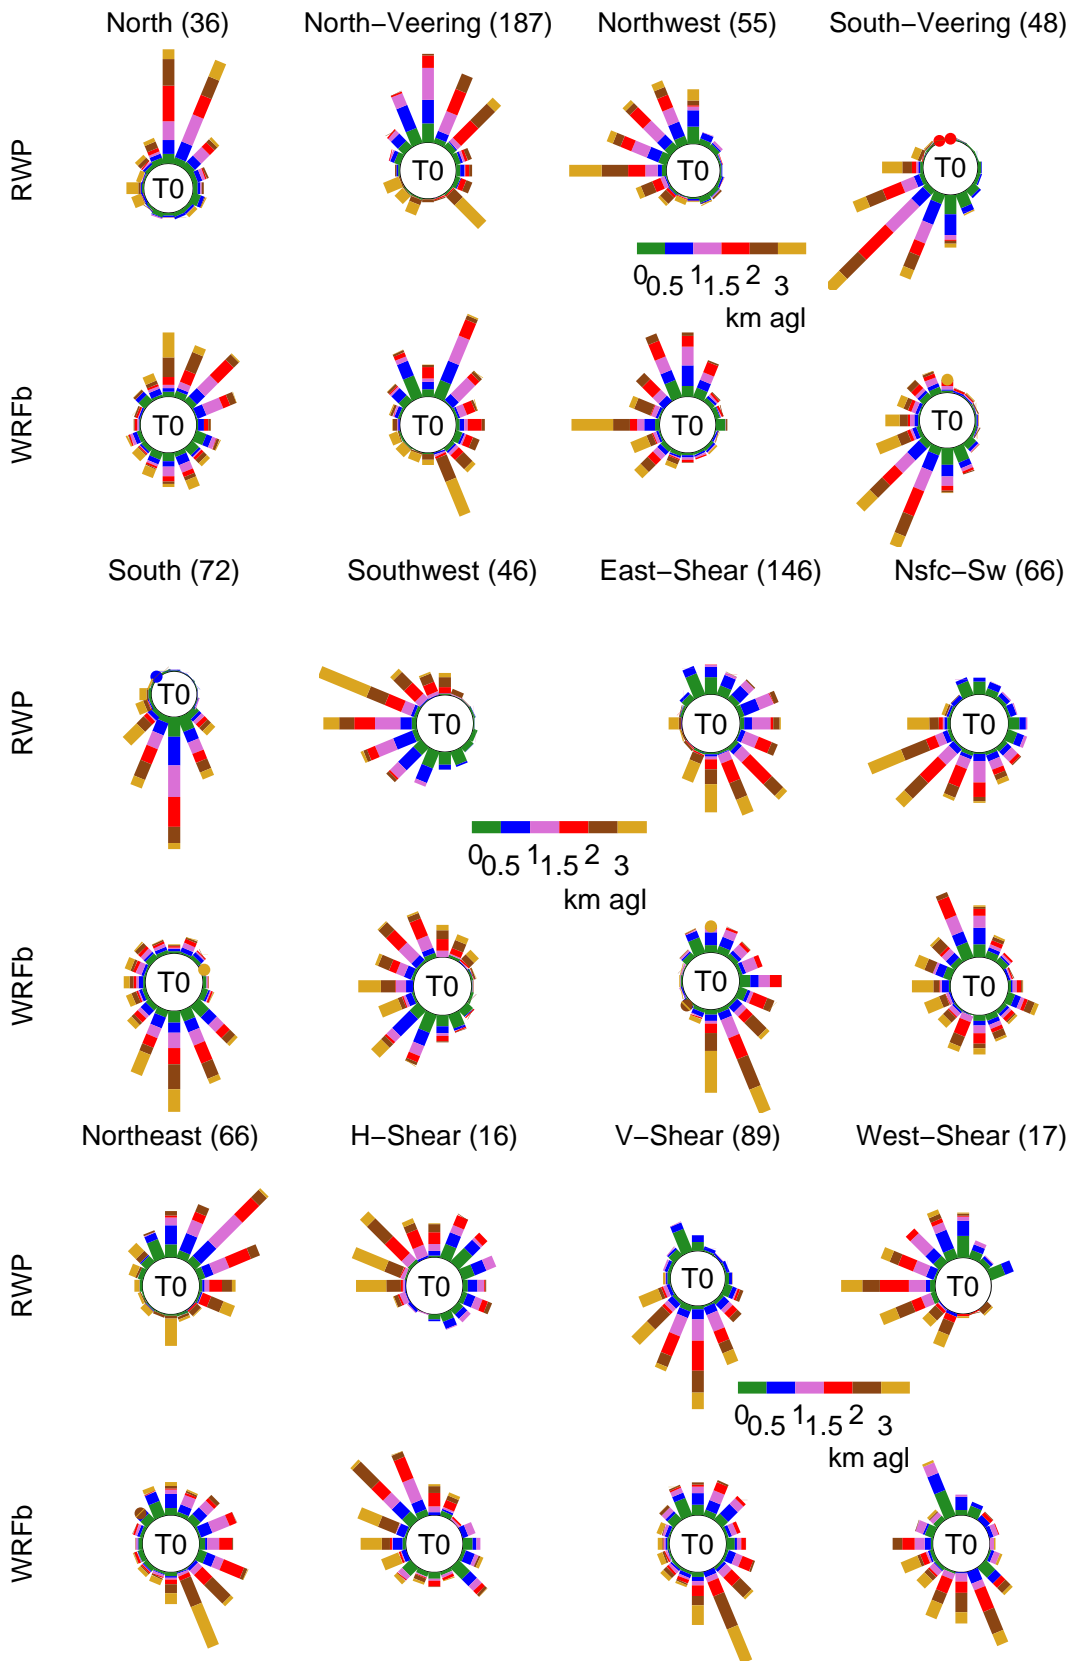 North (36) North−Veering (187) Northwest (55) South−Veering (48)
RWP T0 T0 T0 T0
0 0.5 1 1.5 2 3
km agl
WRFb T0 T0 T0 T0
South (72) Southwest (46) East−Shear (146) Nsfc−Sw (66)
RWP T0 T0 T0 T0
0 0.5 1 1.5 2 3
km agl
WRFb T0 T0 T0 T0
Northeast (66) H−Shear (16) V−Shear (89) West−Shear (17)
RWP T0 T0 T0 T0
0 0.5 1 1.5 2 3
km agl
WRFb T0 T0 T0 T0